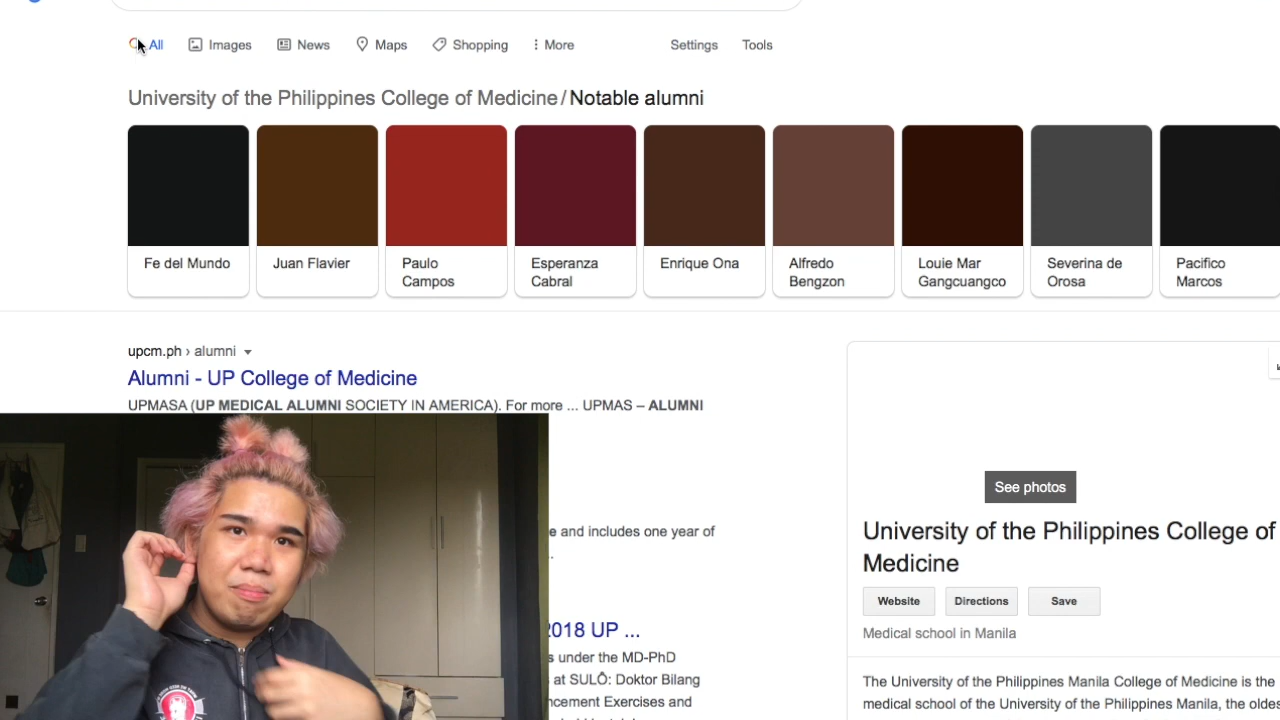 All Images News Maps Shopping More Settings Tools
University of the Philippines College of Medicine / Notable alumni
Fe del Mundo
Juan Flavier
Paulo
Campos
Esperanza
Cabral
Enrique Ona
Alfredo
Bengzon
Louie Mar
Gangcuangco
Severina de
Orosa
Pacifico
Marcos
upcm.ph › alumni
Alumni - UP College of Medicine
UPMASA (UP MEDICAL ALUMNI SOCIETY IN AMERICA). For more ... UPMAS – ALUMNI
e and includes one year of
2018 UP ...
s under the MD-PhD
at SULÔ: Doktor Bilang
ncement Exercises and
See photos
University of the Philippines College of
Medicine
Website Directions Save
Medical school in Manila
The University of the Philippines Manila College of Medicine is the
medical school of the University of the Philippines Manila, the oldes